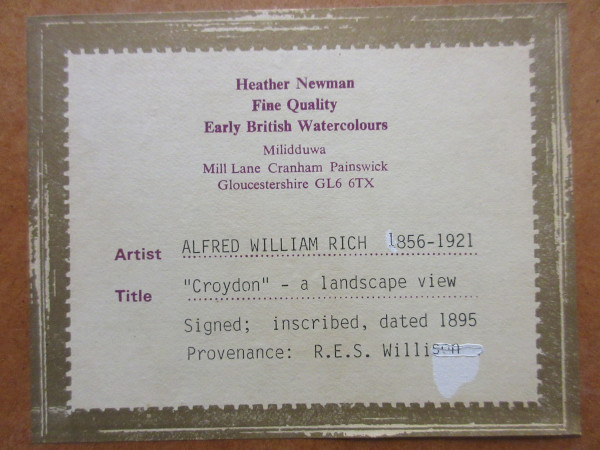 Heather Newman
Fine Quality
Early British Watercolours
Milidduwa
Mill Lane Cranham Painswick
Gloucestershire GL6 6TX
Artist ALFRED WILLIAM RICH 1856-1921
Title "Croydon" - a landscape view
Signed; inscribed, dated 1895
Provenance: R.E.S. Willison